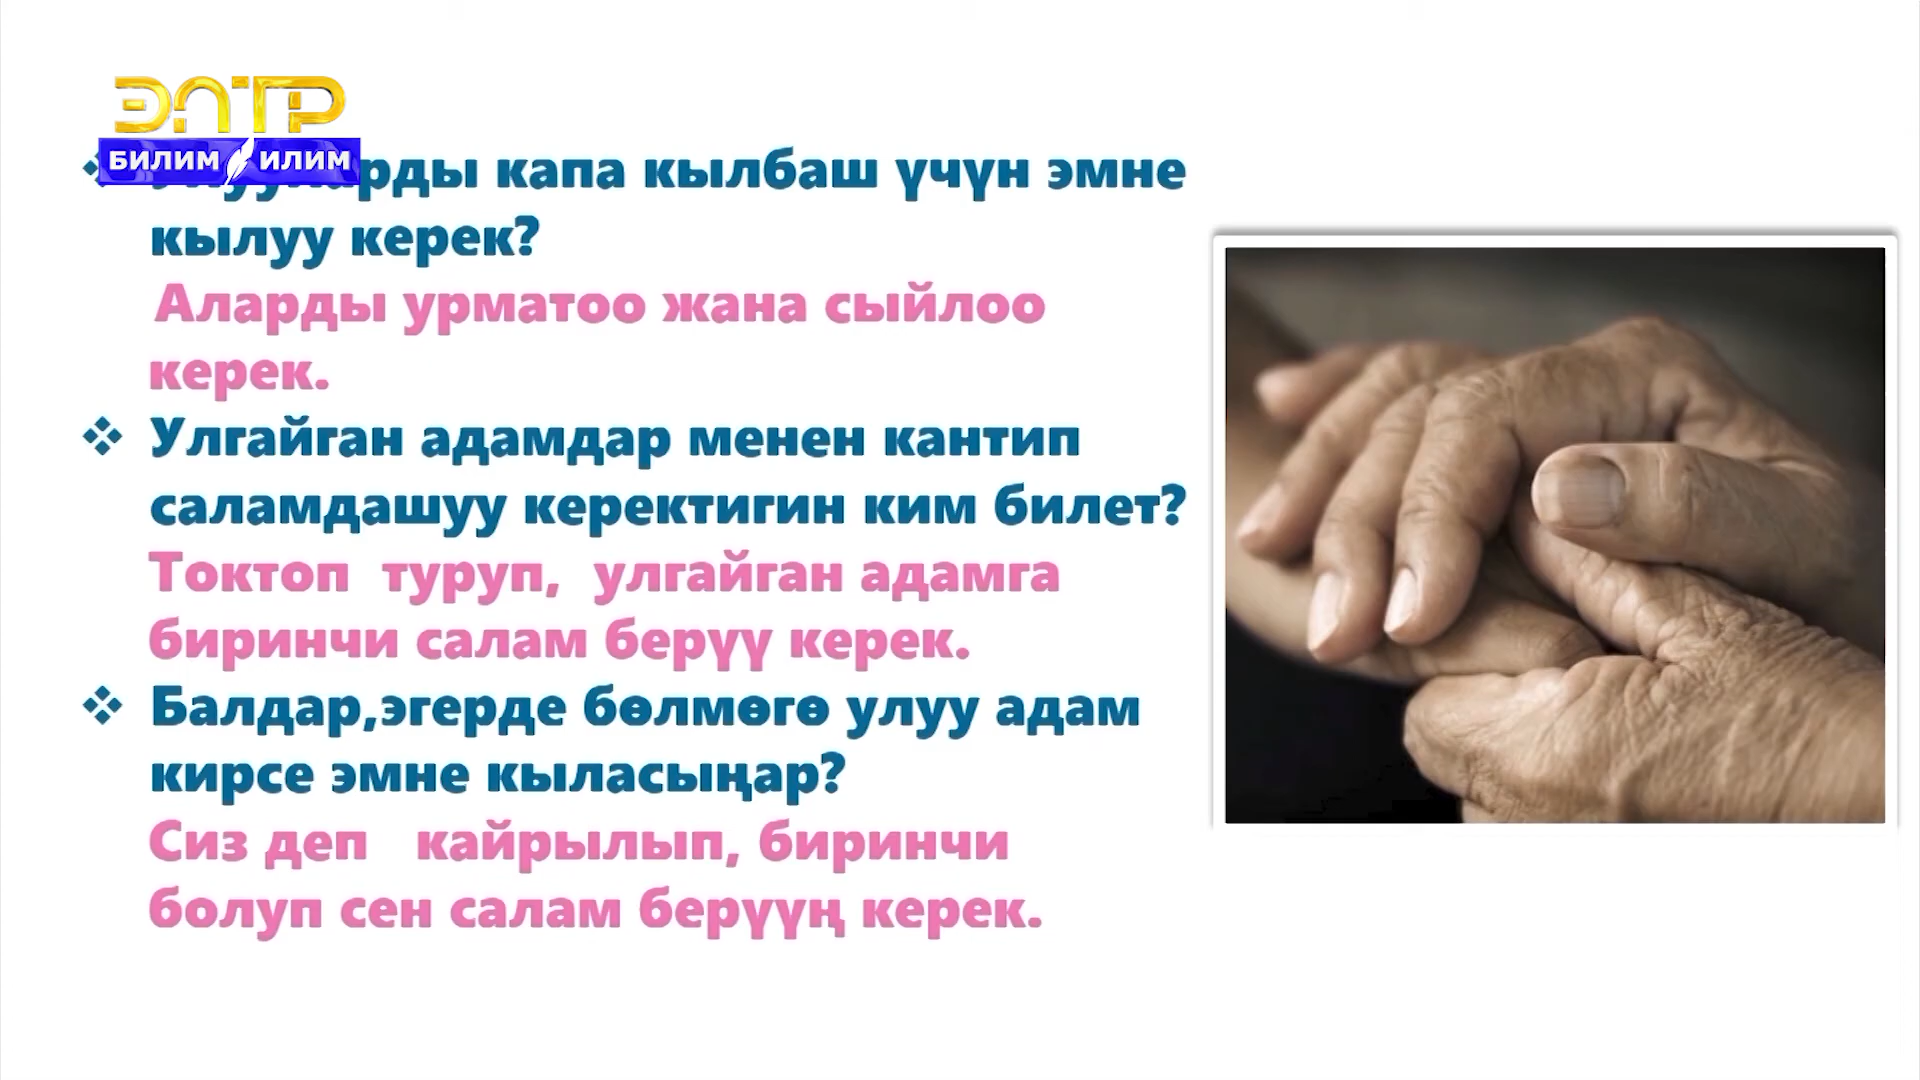 ЭЛТР
БИЛИМ ИЛИМ
капа кылбаш үчүн эмне
кылуу керек?
Аларды урматоо жана сыйлоо
керек.
❖ Улгайган адамдар менен кантип
саламдашуу керектигин ким билет?
Токтоп туруп, улгайган адамга
биринчи салам берүү керек.
❖ Балдар,эгерде бөлмөгө улуу адам
кирсе эмне кыласыңар?
Сиз деп кайрылып, биринчи
болуп сен салам берүүң керек.